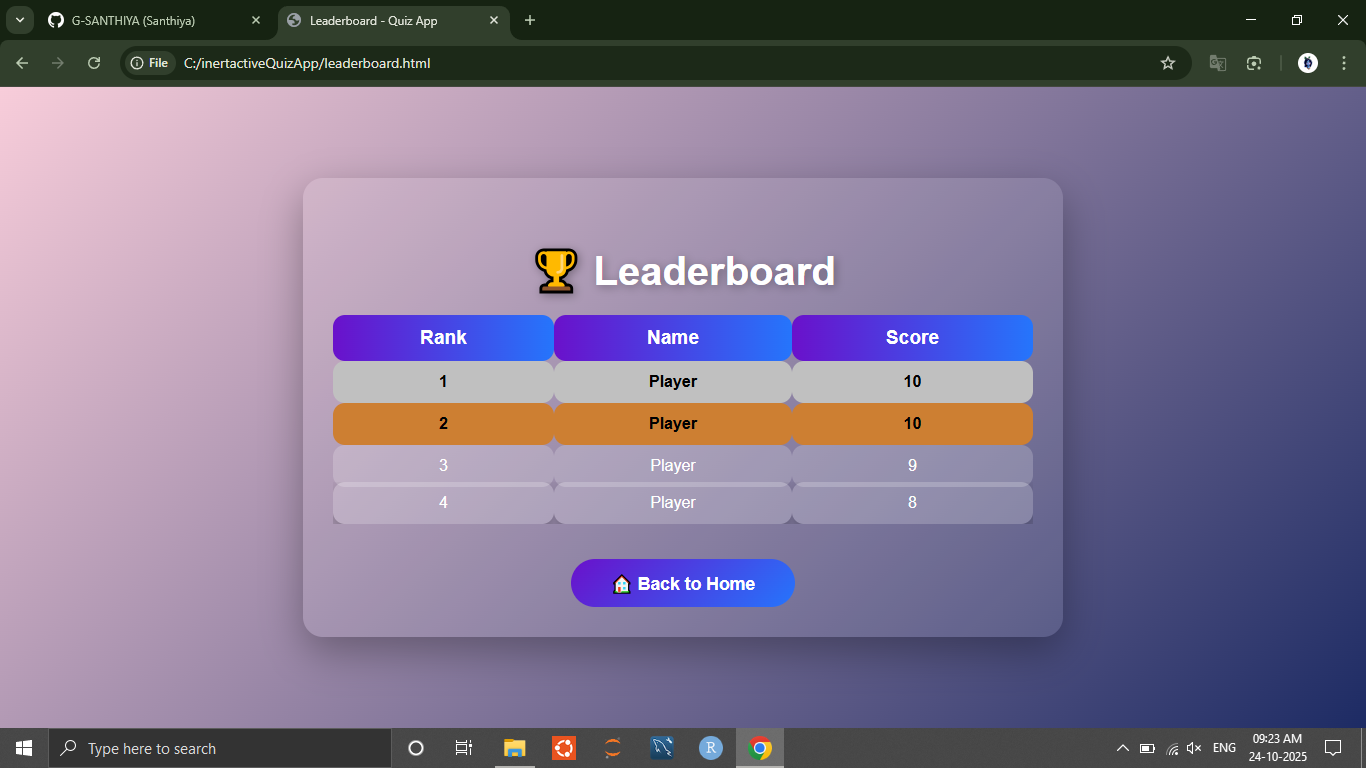 G-SANTHIYA (Santhiya)
Leaderboard - Quiz App
File
C:/inertactiveQuizApp/leaderboard.html
🏆 Leaderboard
Rank Name Score
1 Player 10
2 Player 10
3 Player 9
4 Player 8
🏠 Back to Home
Type here to search
R
ENG
09:23 AM
24-10-2025